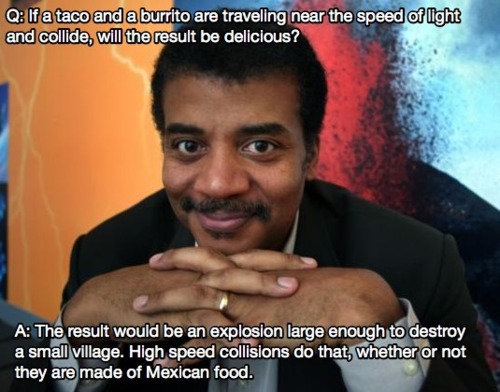 Q: If a taco and a burrito are traveling near the speed of light
and collide, will the result be delicious?
A: The result would be an explosion large enough to destroy
a small village. High speed collisions do that, whether or not
they are made of Mexican food.